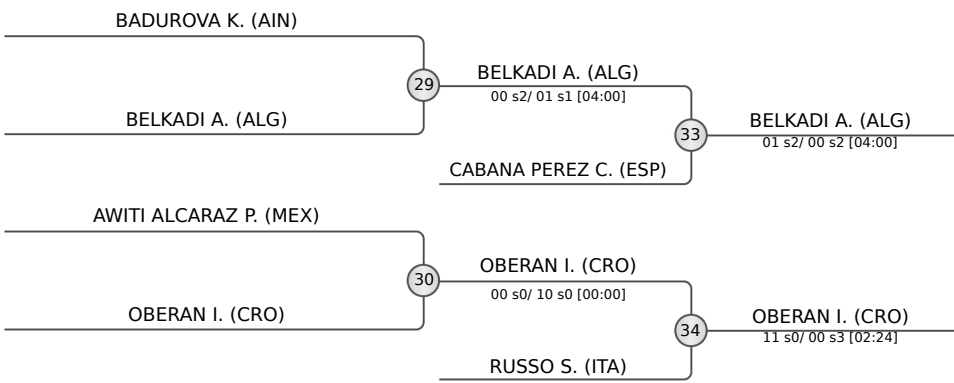 BADUROVA K. (AIN)
29
BELKADI A. (ALG)
00 s2/ 01 s1 [04:00]
BELKADI A. (ALG)
33
BELKADI A. (ALG)
01 s2/ 00 s2 [04:00]
CABANA PEREZ C. (ESP)
AWITI ALCARAZ P. (MEX)
30
OBERAN I. (CRO)
00 s0/ 10 s0 [00:00]
OBERAN I. (CRO)
34
OBERAN I. (CRO)
11 s0/ 00 s3 [02:24]
RUSSO S. (ITA)